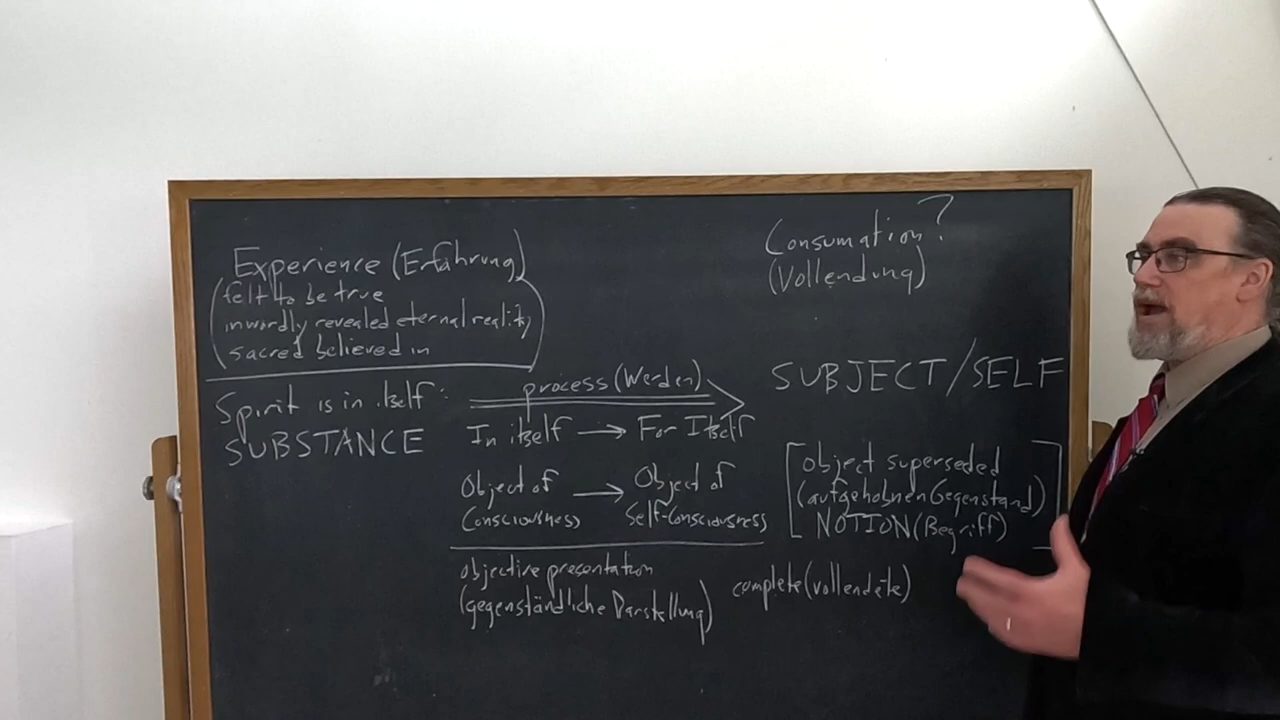 Experience (Erfahrung)
(felt to be true
inwordly revealed eternal reality
sacred believed in)
Spirit is in itself:
SUBSTANCE
process (Werden)
In itself → For Itself
Object of Consciousness → Object of Self-Consciousness
objective presentation
(gegenständliche Darstellung)
Consumation?
(Vollendung)
SUBJECT/SELF
[object superseded
(aufgehobnen Gegenstand)
NOTION (Begriff)]
complete (vollendete)